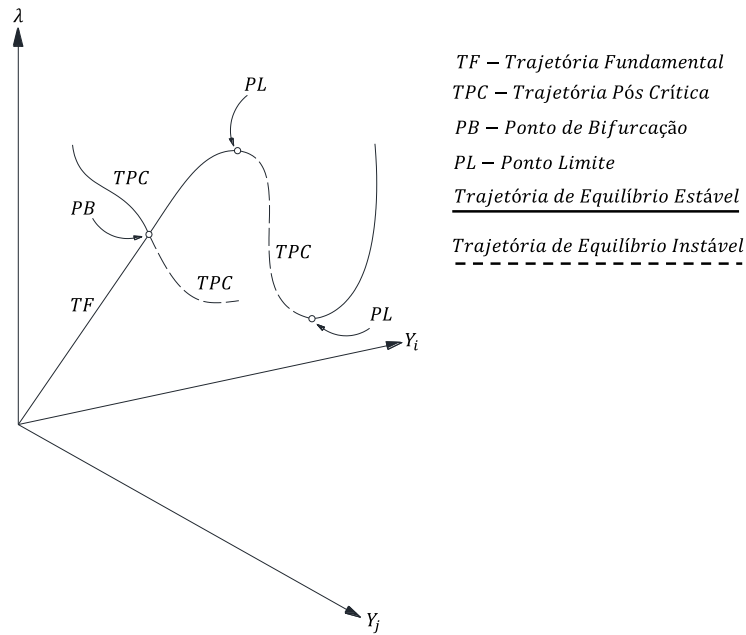 λ
PL
TF – Trajetória Fundamental
TPC – Trajetória Pós Crítica
PB – Ponto de Bifurcação
PL – Ponto Limite
Trajetória de Equilíbrio Estável
Trajetória de Equilíbrio Instável
TPC
PB
TPC
TPC
TF
PL
Y_i
Y_j